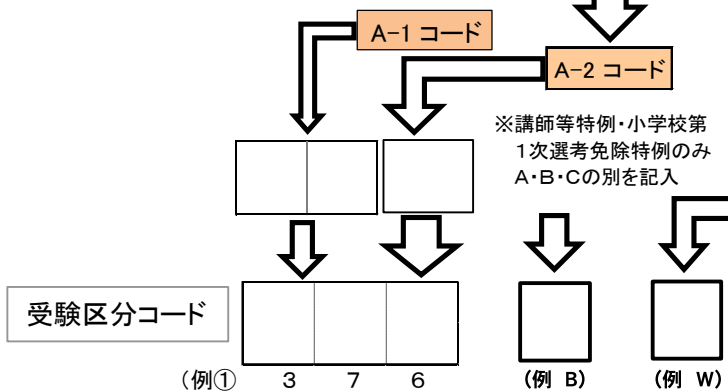 A-1 コード
A-2 コード
※講師等特例・小学校第
1次選考免除特例のみ
A・B・Cの別を記入
受験区分コード
(例① 3 7 6 (例 B) (例 W)